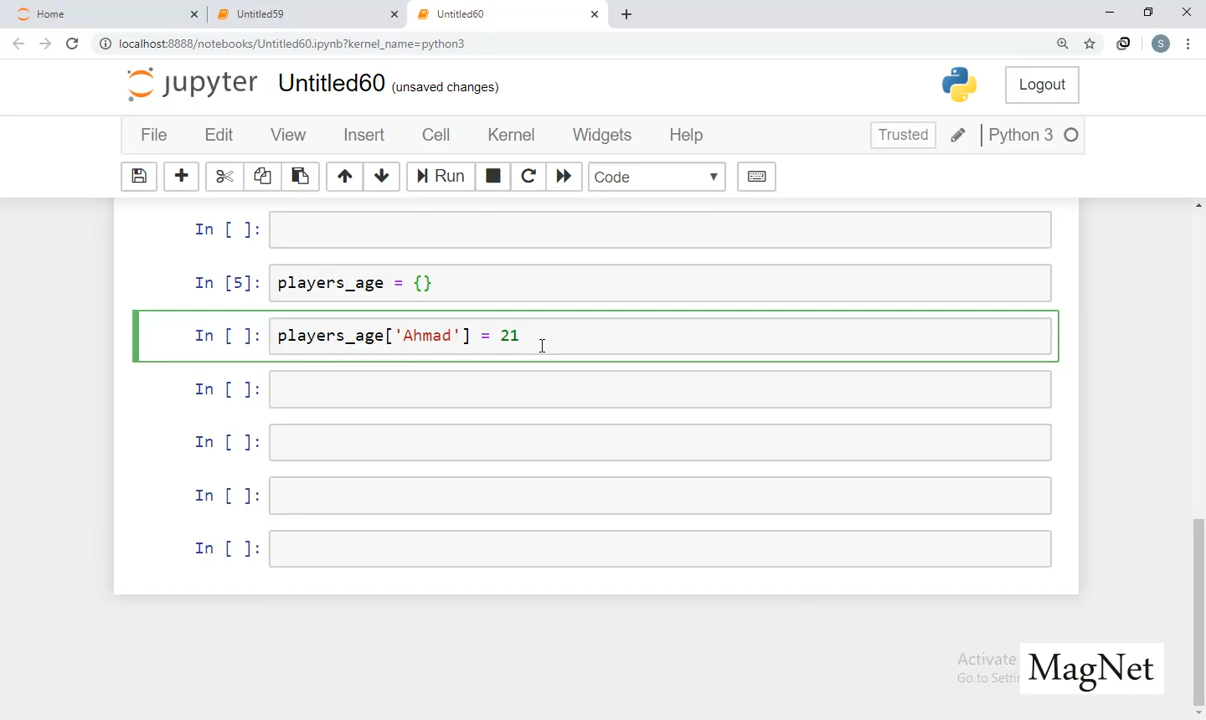 Home
Untitled59
Untitled60
localhost:8888/notebooks/Untitled60.ipynb?kernel_name=python3
S
jupyter Untitled60 (unsaved changes)
Logout
File Edit View Insert Cell Kernel Widgets Help
Trusted
Python 3
Run
Code
In [ ]:
In [5]: players_age = {}
In [ ]: players_age['Ahmad'] = 21
In [ ]:
In [ ]:
In [ ]:
In [ ]:
Activate
Go to
MagNet